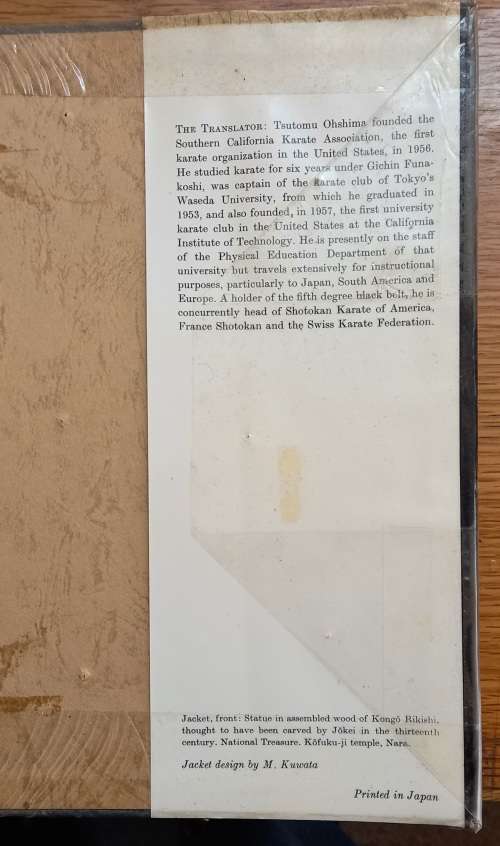 THE TRANSLATOR: Tsutomu Ohshima founded the
Southern California Karate Association, the first
karate organization in the United States, in 1956.
He studied karate for six years under Gichin Funa-
koshi, was captain of the karate club of Tokyo's
Waseda University, from which he graduated in
1953, and also founded, in 1957, the first university
karate club in the United States at the California
Institute of Technology. He is presently on the staff
of the Physical Education Department of that
university but travels extensively for instructional
purposes, particularly to Japan, South America and
Europe. A holder of the fifth degree black belt, he is
concurrently head of Shotokan Karate of America,
France Shotokan and the Swiss Karate Federation.
Jacket, front: Statue in assembled wood of Kongō Rikishi,
thought to have been carved by Jōkei in the thirteenth
century. National Treasure. Kōfuku-ji temple, Nara.
Jacket design by M. Kuwata
Printed in Japan